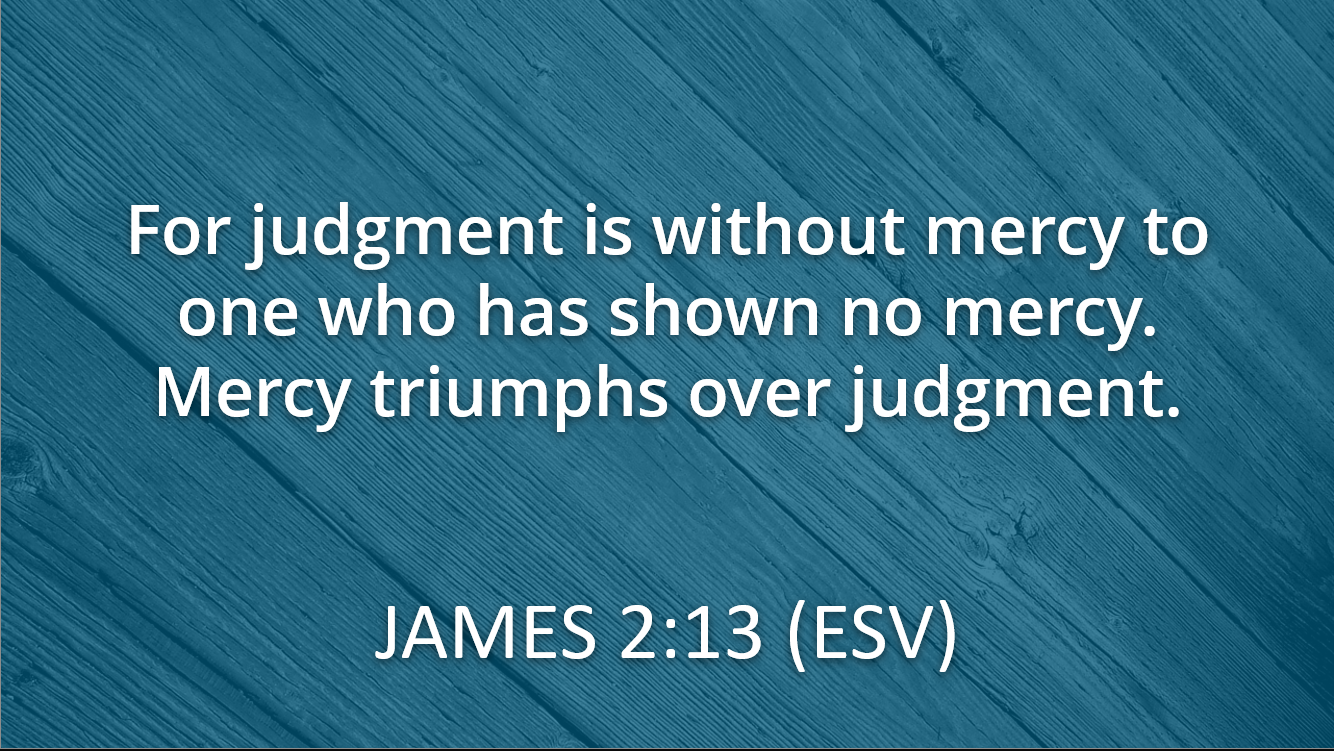 For judgment is without mercy to
one who has shown no mercy.
Mercy triumphs over judgment.
JAMES 2:13 (ESV)